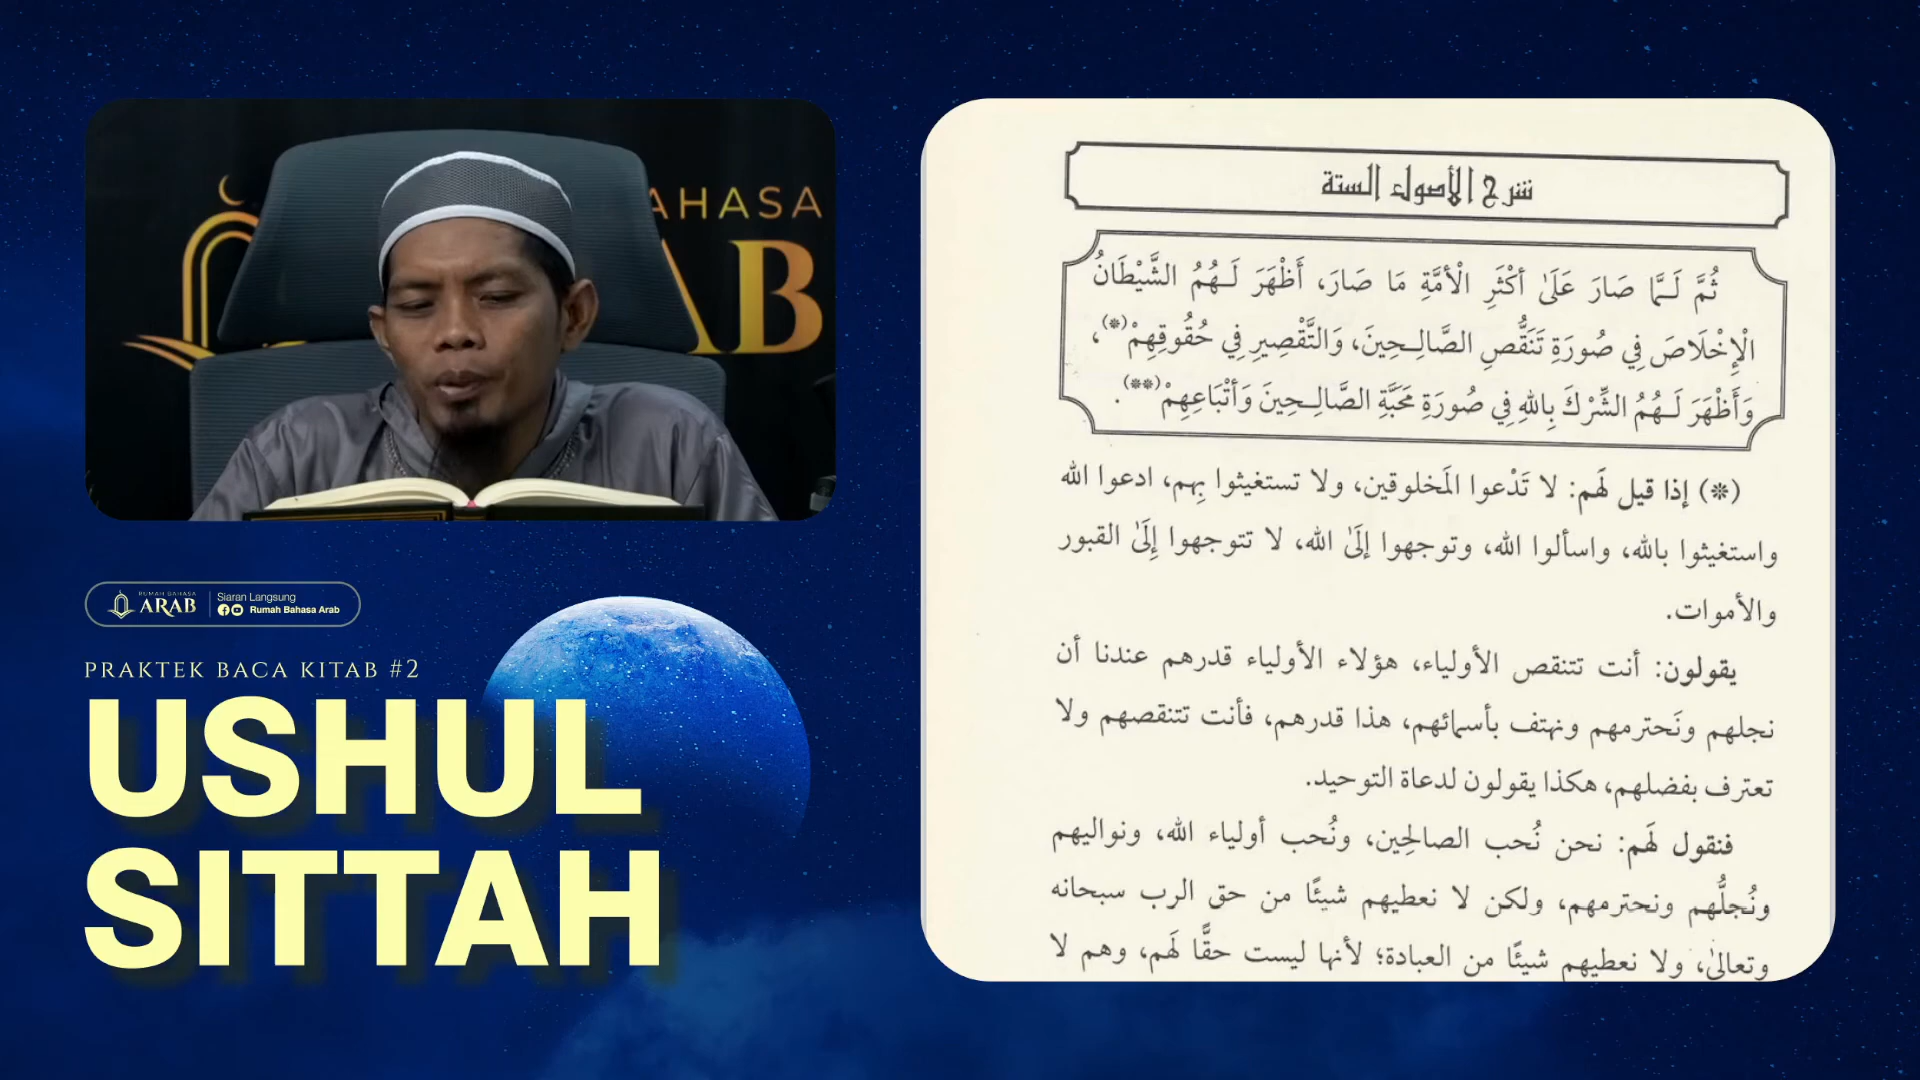 AHASA
AB
RUMAH BAHASA
ARAB
Siaran Langsung
Rumah Bahasa Arab
PRAKTEK BACA KITAB #2
USHUL
SITTAH
شرح الأصول الستة
ثُمَّ لَـمَّا صَارَ عَلَىٰ أَكْثَرِ الْأُمَّةِ مَا صَارَ، أَظْهَرَ لَـهُمُ الشَّيْطَانُ
الْإِخْلَاصَ فِي صُورَةِ تَنَقُّصِ الصَّالِـحِينَ، وَالتَّقْصِيرِ فِي حُقُوقِهِمْ(*)،
وَأَظْهَرَ لَـهُمُ الشِّرْكَ بِاللهِ فِي صُورَةِ مَحَبَّةِ الصَّالِـحِينَ وَأَتْبَاعِهِمْ(**).
(*) إذا قيل لَهم: لا تَدْعوا المَخلوقين، ولا تستغيثوا بِهم، ادعوا الله
واستغيثوا بالله، واسألوا الله، وتوجهوا إلَىٰ الله، لا تتوجهوا إلَىٰ القبور
والأموات.
يقولون: أنت تتنقص الأولياء، هؤلاء الأولياء قدرهم عندنا أن
نجلهم ونَحترمهم ونهتف بأسمائهم، هذا قدرهم، فأنت تتنقصهم ولا
تعترف بفضلهم، هكذا يقولون لدعاة التوحيد.
فنقول لَهم: نحن نُحب الصالِحين، ونُحب أولياء الله، ونواليهم
ونُجلُّهم ونحترمهم، ولكن لا نعطيهم شيئًا من حق الرب سبحانه
وتعالىٰ، ولا نعطيهم شيئًا من العبادة؛ لأنها ليست حقًّا لَهم، وهم لا